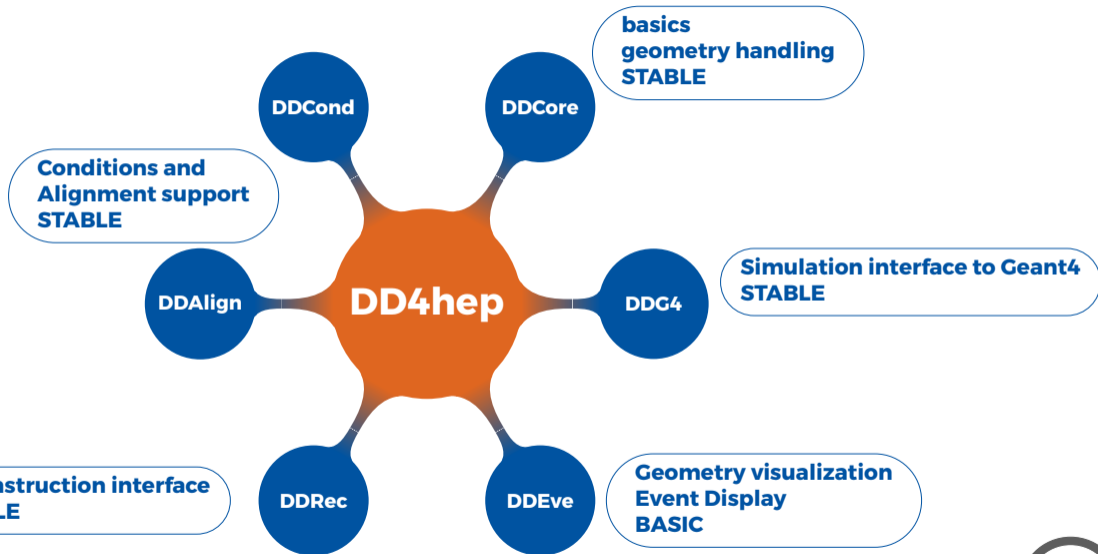 basics
geometry handling
STABLE
DDCond
DDCore
Conditions and
Alignment support
STABLE
DDAlign
DD4hep
DDG4
Simulation interface to Geant4
STABLE
nstruction interface
LE
DDRec
DDEve
Geometry visualization
Event Display
BASIC